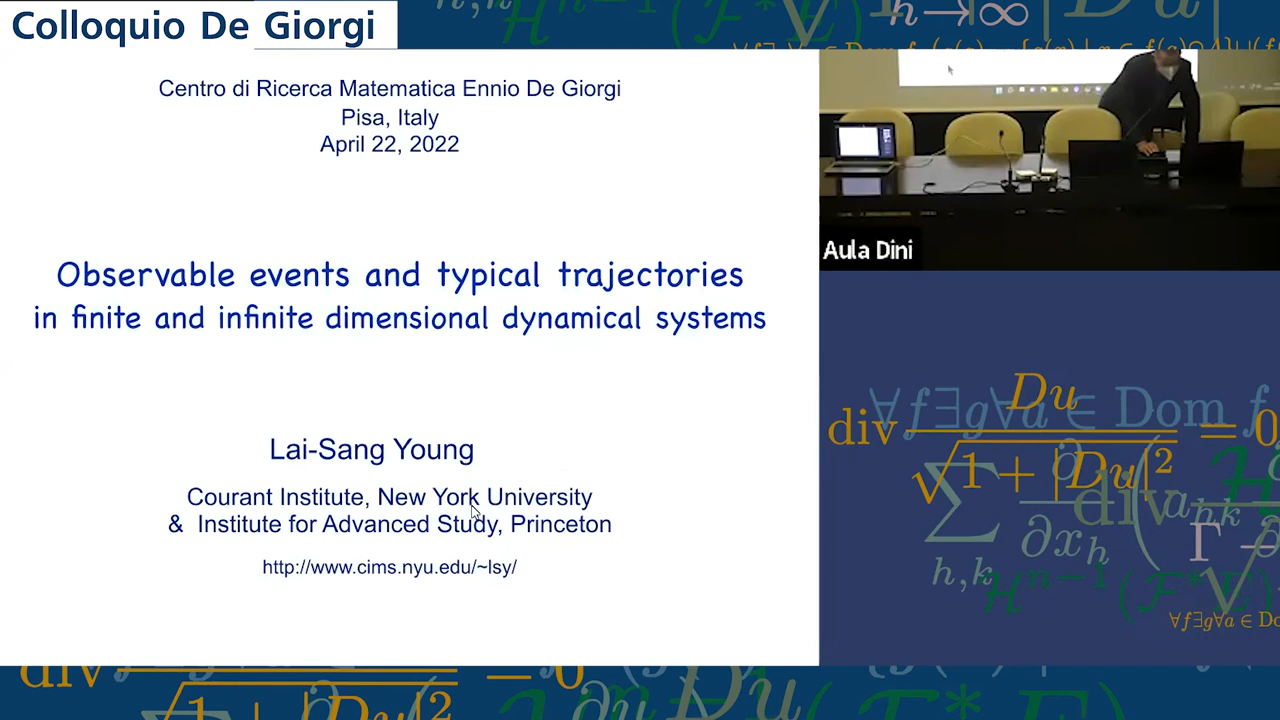 Colloquio De Giorgi
Centro di Ricerca Matematica Ennio De Giorgi
Pisa, Italy
April 22, 2022
Observable events and typical trajectories
in finite and infinite dimensional dynamical systems
Lai-Sang Young
Courant Institute, New York University
& Institute for Advanced Study, Princeton
http://www.cims.nyu.edu/~lsy/
Aula Dini